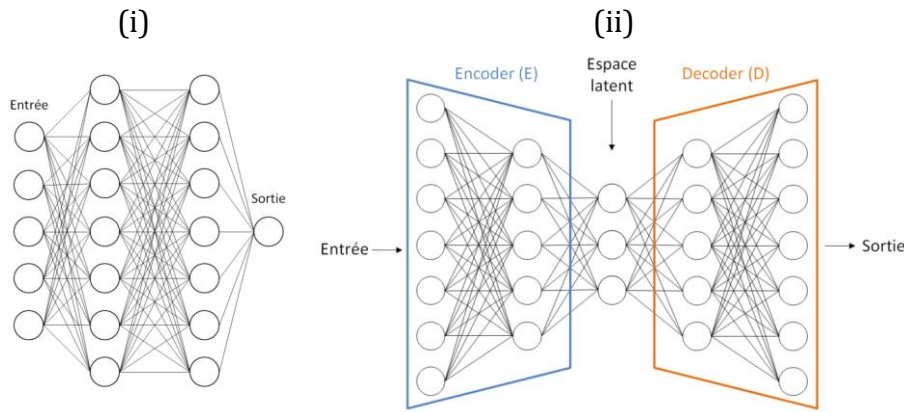 (i)
Entrée
Sortie
(ii)
Encoder (E)
Espace
latent
Decoder (D)
Entrée
Sortie